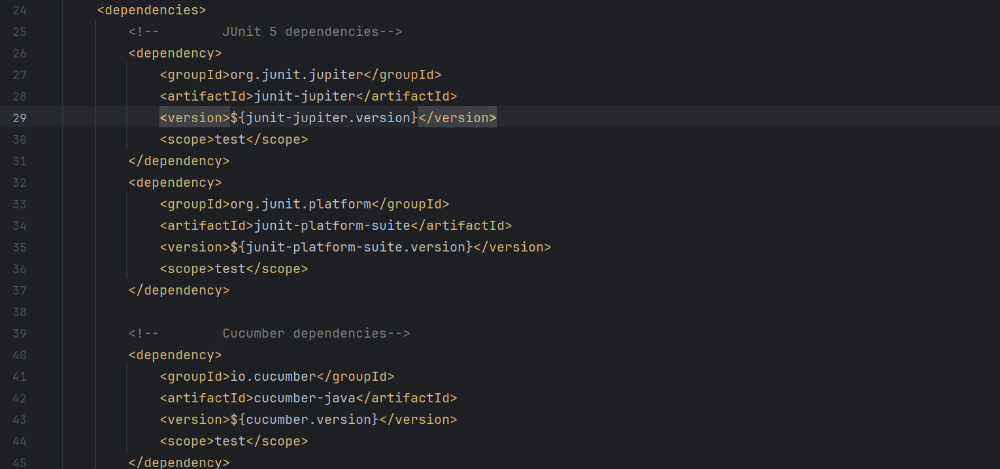 24 <dependencies>
25 <!--        JUnit 5 dependencies-->
26 <dependency>
27 <groupId>org.junit.jupiter</groupId>
28 <artifactId>junit-jupiter</artifactId>
29 <version>${junit-jupiter.version}</version>
30 <scope>test</scope>
31 </dependency>
32 <dependency>
33 <groupId>org.junit.platform</groupId>
34 <artifactId>junit-platform-suite</artifactId>
35 <version>${junit-platform-suite.version}</version>
36 <scope>test</scope>
37 </dependency>
38
39 <!--        Cucumber dependencies-->
40 <dependency>
41 <groupId>io.cucumber</groupId>
42 <artifactId>cucumber-java</artifactId>
43 <version>${cucumber.version}</version>
44 <scope>test</scope>
45 </dependency>